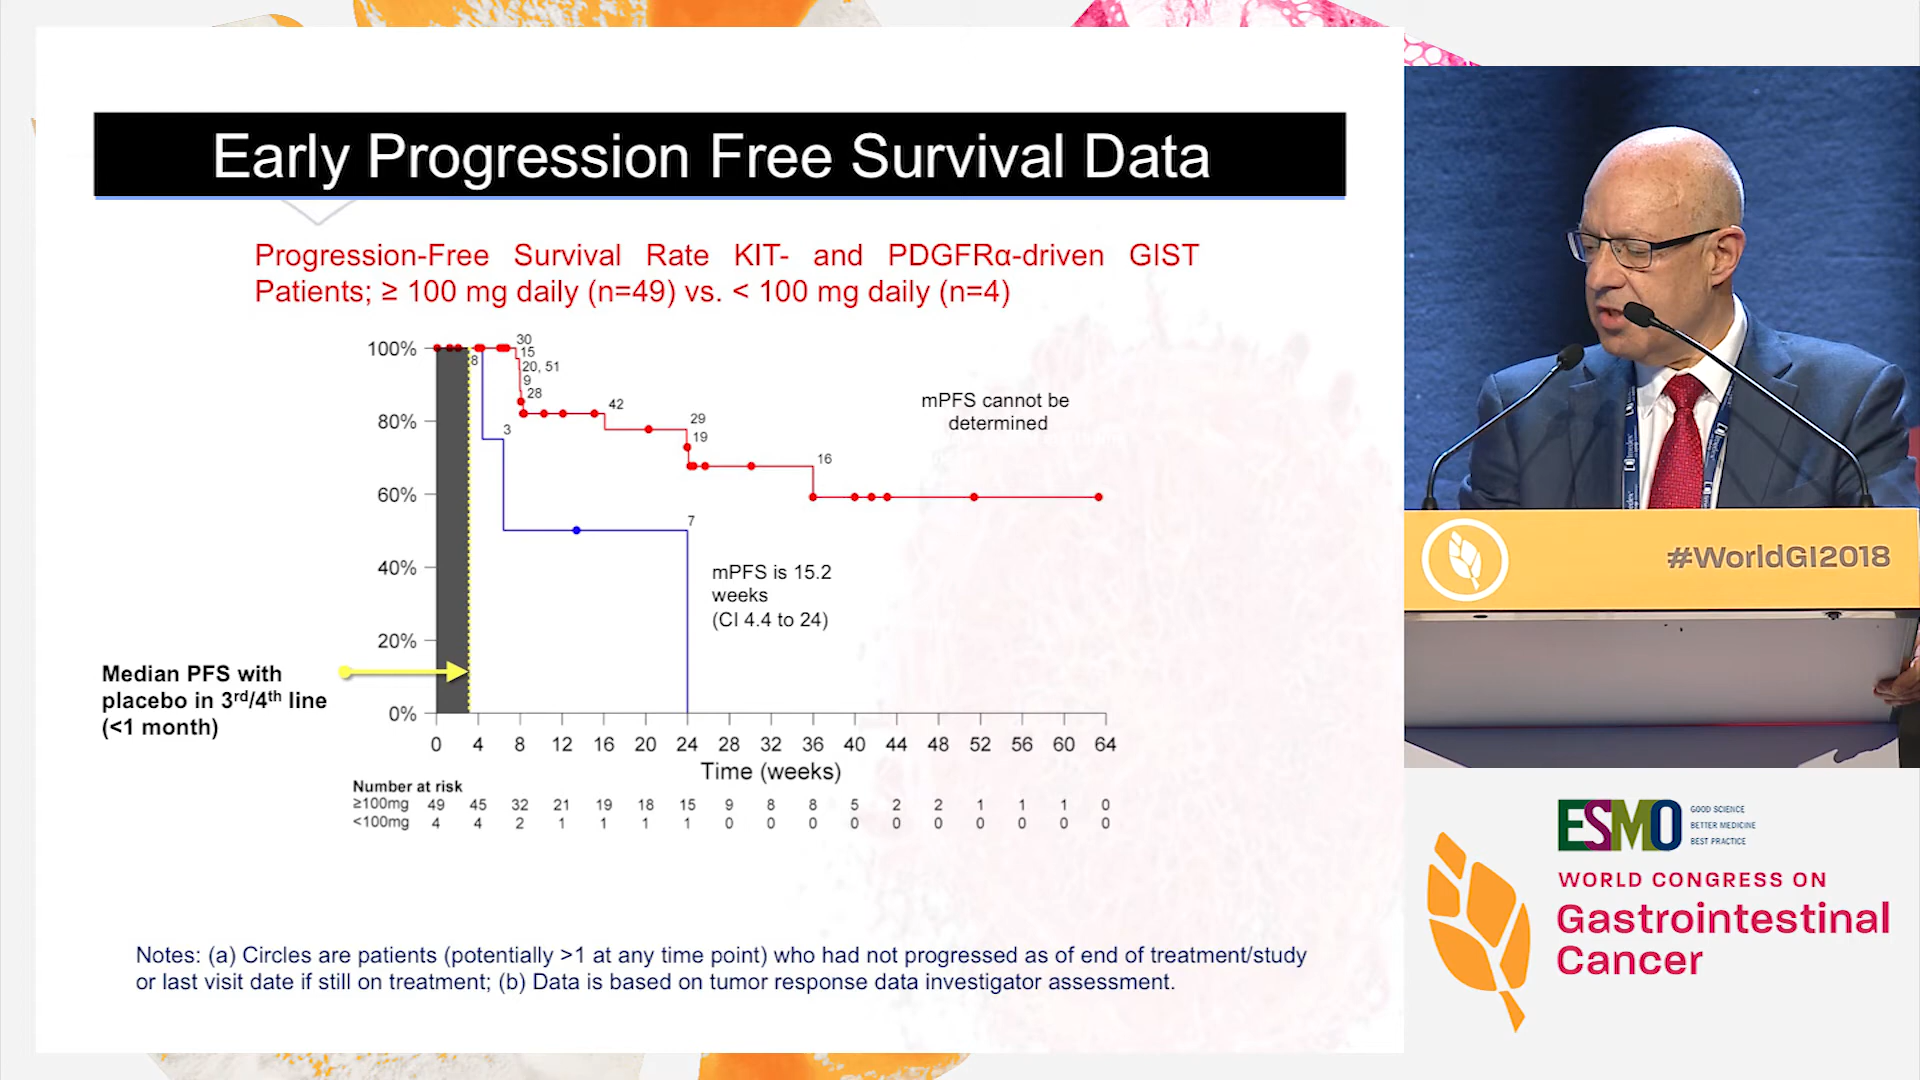 Early Progression Free Survival Data
Progression-Free Survival Rate KIT- and PDGFRα-driven GIST
Patients; ≥ 100 mg daily (n=49) vs. < 100 mg daily (n=4)
100%
80%
60%
40%
20%
0%
8
30
15
20, 51
9
28
3
42
29
19
16
7
mPFS cannot be
determined
mPFS is 15.2
weeks
(CI 4.4 to 24)
Median PFS with
placebo in 3rd/4th line
(<1 month)
0 4 8 12 16 20 24 28 32 36 40 44 48 52 56 60 64
Time (weeks)
Number at risk
≥100mg 49 45 32 21 19 18 15 9 8 8 5 2 2 1 1 1 0
<100mg 4 4 2 1 1 1 1 0 0 0 0 0 0 0 0 0 0
Notes: (a) Circles are patients (potentially >1 at any time point) who had not progressed as of end of treatment/study
or last visit date if still on treatment; (b) Data is based on tumor response data investigator assessment.
#WorldGI2018
ESMO
GOOD SCIENCE
BETTER MEDICINE
BEST PRACTICE
WORLD CONGRESS ON
Gastrointestinal
Cancer